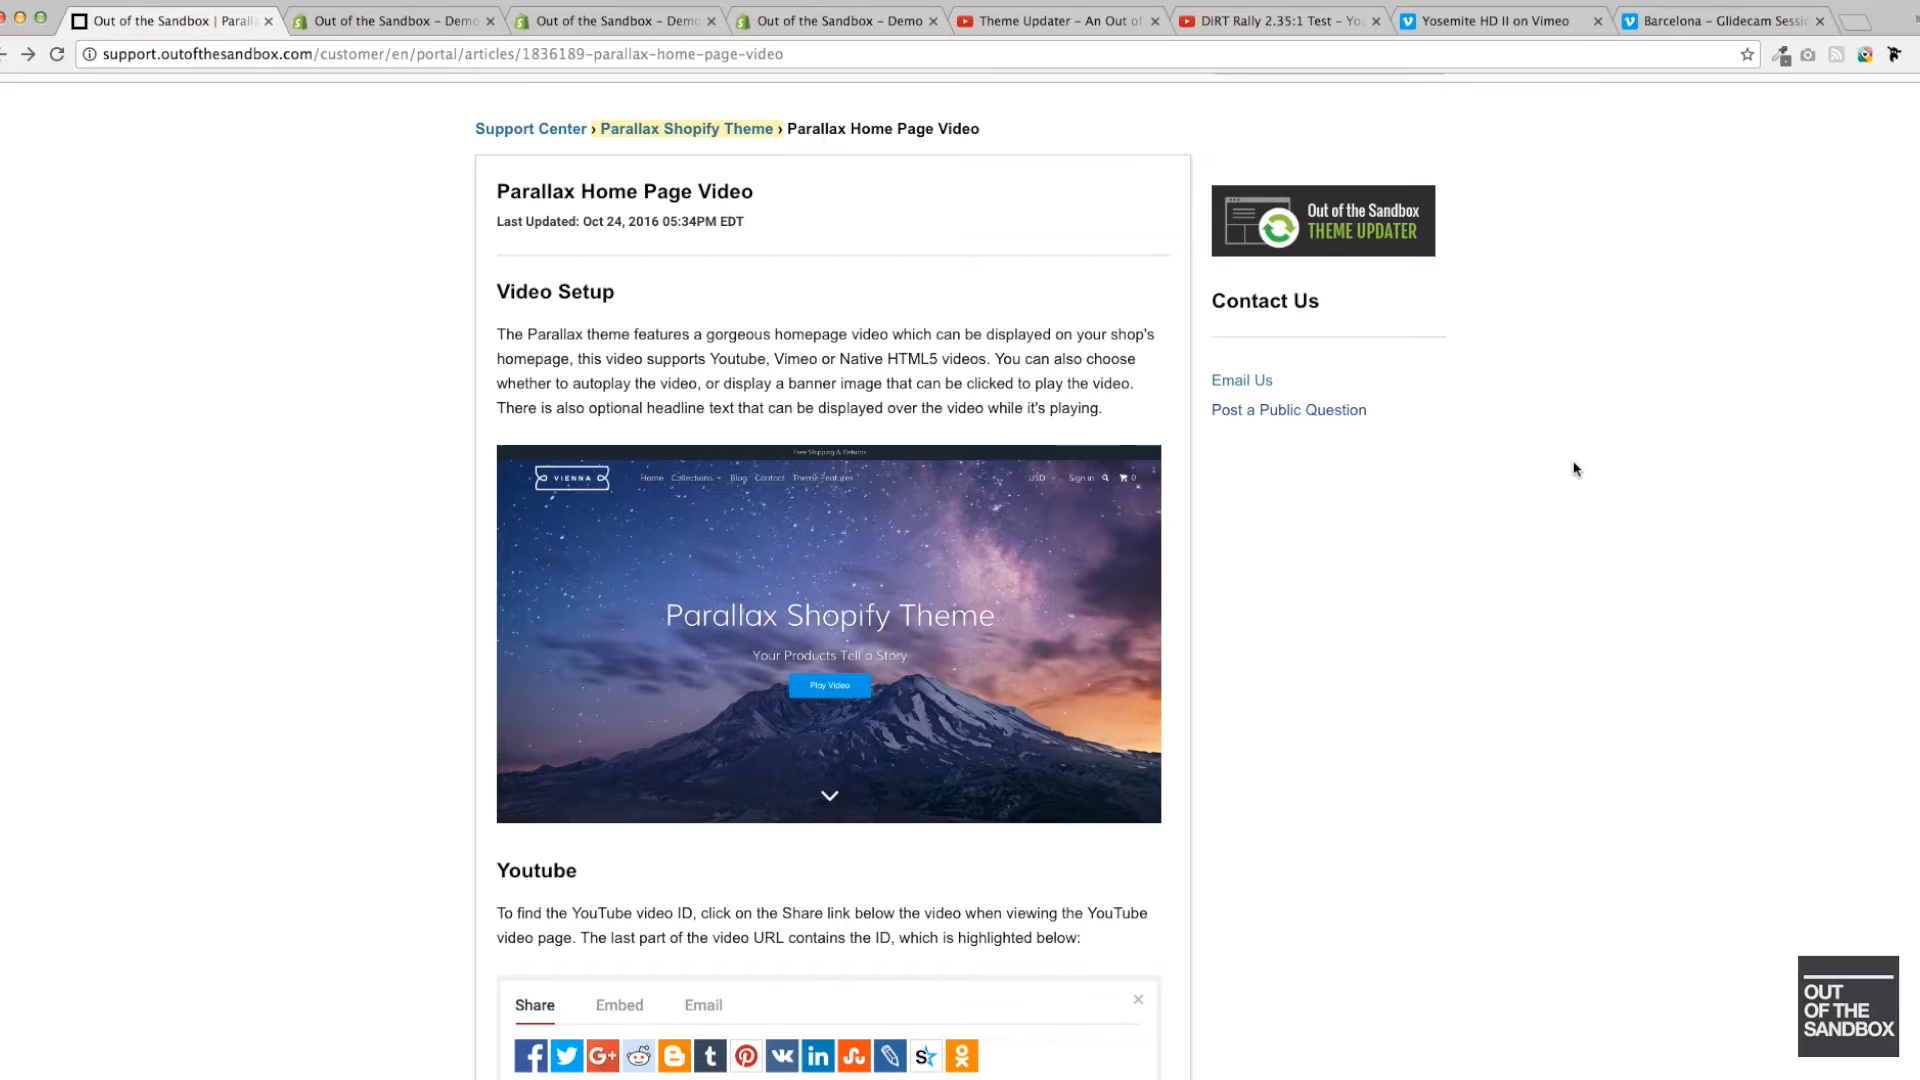 Out of the Sandbox | Paralla
Out of the Sandbox - Demo
Out of the Sandbox - Demo
Out of the Sandbox - Demo
Theme Updater - An Out of
DiRT Rally 2.35:1 Test - You
Yosemite HD II on Vimeo
Barcelona - Glidecam Sessi
support.outofthesandbox.com/customer/en/portal/articles/1836189-parallax-home-page-video
Support Center › Parallax Shopify Theme › Parallax Home Page Video
Parallax Home Page Video
Last Updated: Oct 24, 2016 05:34PM EDT
Video Setup
The Parallax theme features a gorgeous homepage video which can be displayed on your shop's
homepage, this video supports Youtube, Vimeo or Native HTML5 videos. You can also choose
whether to autoplay the video, or display a banner image that can be clicked to play the video.
There is also optional headline text that can be displayed over the video while it's playing.
Free Shipping & Returns
VIENNA
Home Collections Blog Contact Theme Features
USD Sign in 0
Parallax Shopify Theme
Your Products Tell a Story
Play Video
Youtube
To find the YouTube video ID, click on the Share link below the video when viewing the YouTube
video page. The last part of the video URL contains the ID, which is highlighted below:
Share Embed Email
Out of the Sandbox
THEME UPDATER
Contact Us
Email Us
Post a Public Question
OUT
OF THE
SANDBOX